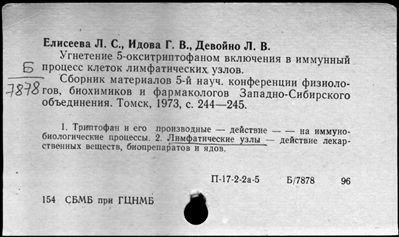 Елисеева Л. С., Идова Г. В., Девойно Л. В.
Угнетение 5-окситриптофаном включения в иммунный
процесс клеток лимфатических узлов.
Б
7878
Сборник материалов 5-й науч. конференции физиоло-
гов, биохимиков и фармакологов Западно-Сибирского
объединения. Томск, 1973, с. 244—245.
1. Триптофан и его производные — действие — — на иммуно-
биологические процессы. 2. Лимфатические узлы — действие лекар-
ственных веществ, биопрепаратов и ядов.
П-17-2-2а-5 Б/7878 96
154 СБМБ при ГЦНМБ